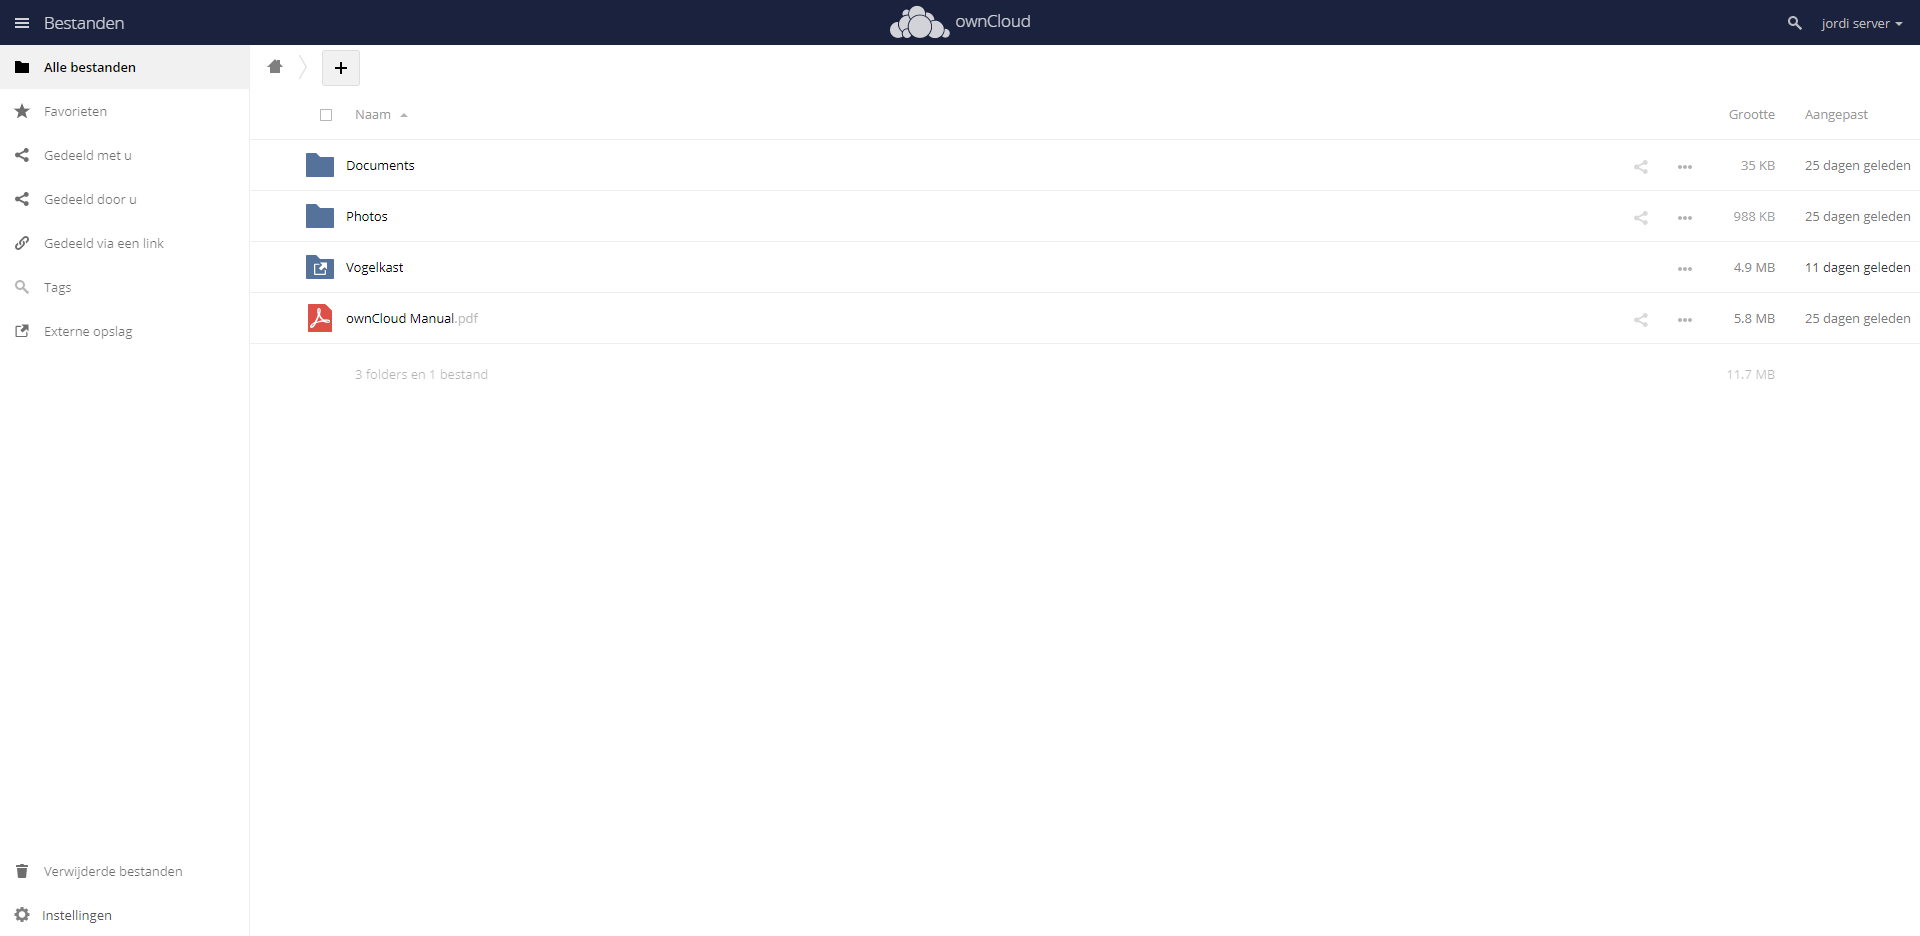 Bestanden
ownCloud
jordi server
Alle bestanden
Favorieten
Gedeeld met u
Gedeeld door u
Gedeeld via een link
Tags
Externe opslag
Naam Grootte Aangepast
Documents 35 KB 25 dagen geleden
Photos 988 KB 25 dagen geleden
Vogelkast 4.9 MB 11 dagen geleden
ownCloud Manual.pdf 5.8 MB 25 dagen geleden
3 folders en 1 bestand 11.7 MB
Verwijderde bestanden
Instellingen